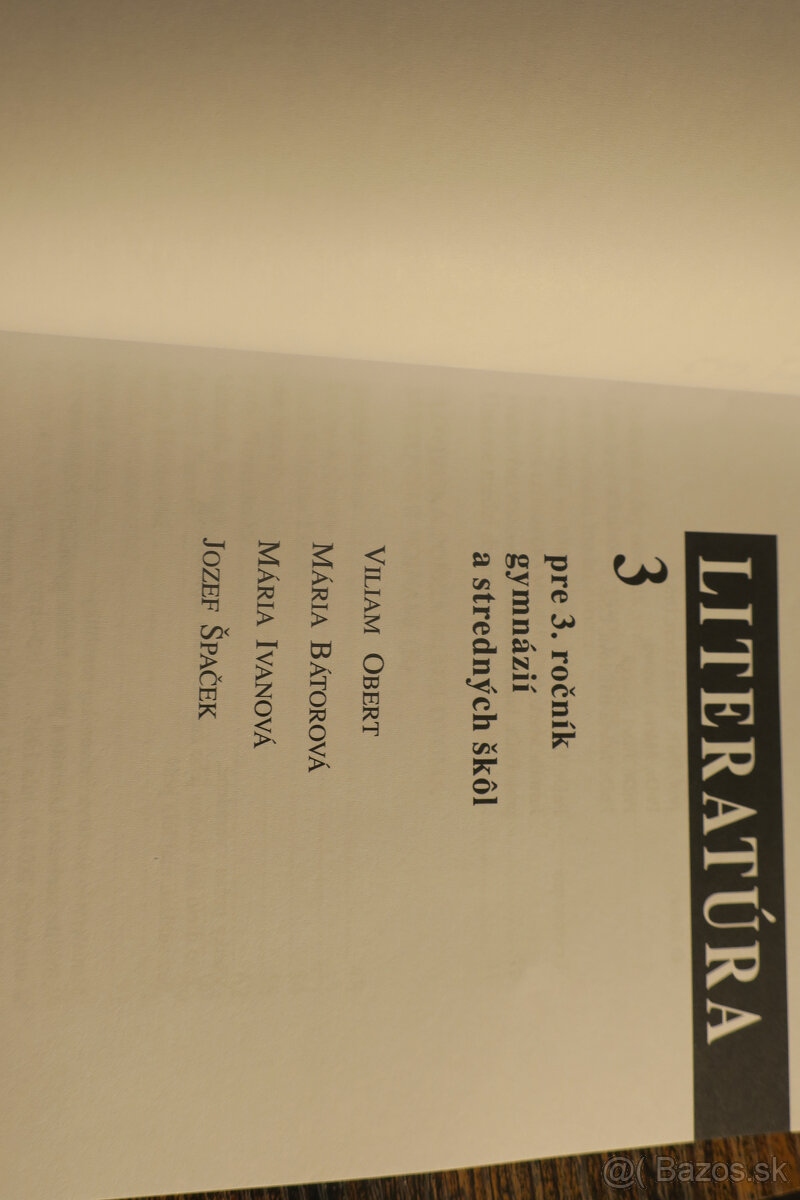 LITERATÚRA
3
pre 3. ročník
gymnázií
a stredných škôl
VILIAM OBERT
MÁRIA BÁTOROVÁ
MÁRIA IVANOVÁ
JOZEF ŠPAČEK
@( Bazos.sk